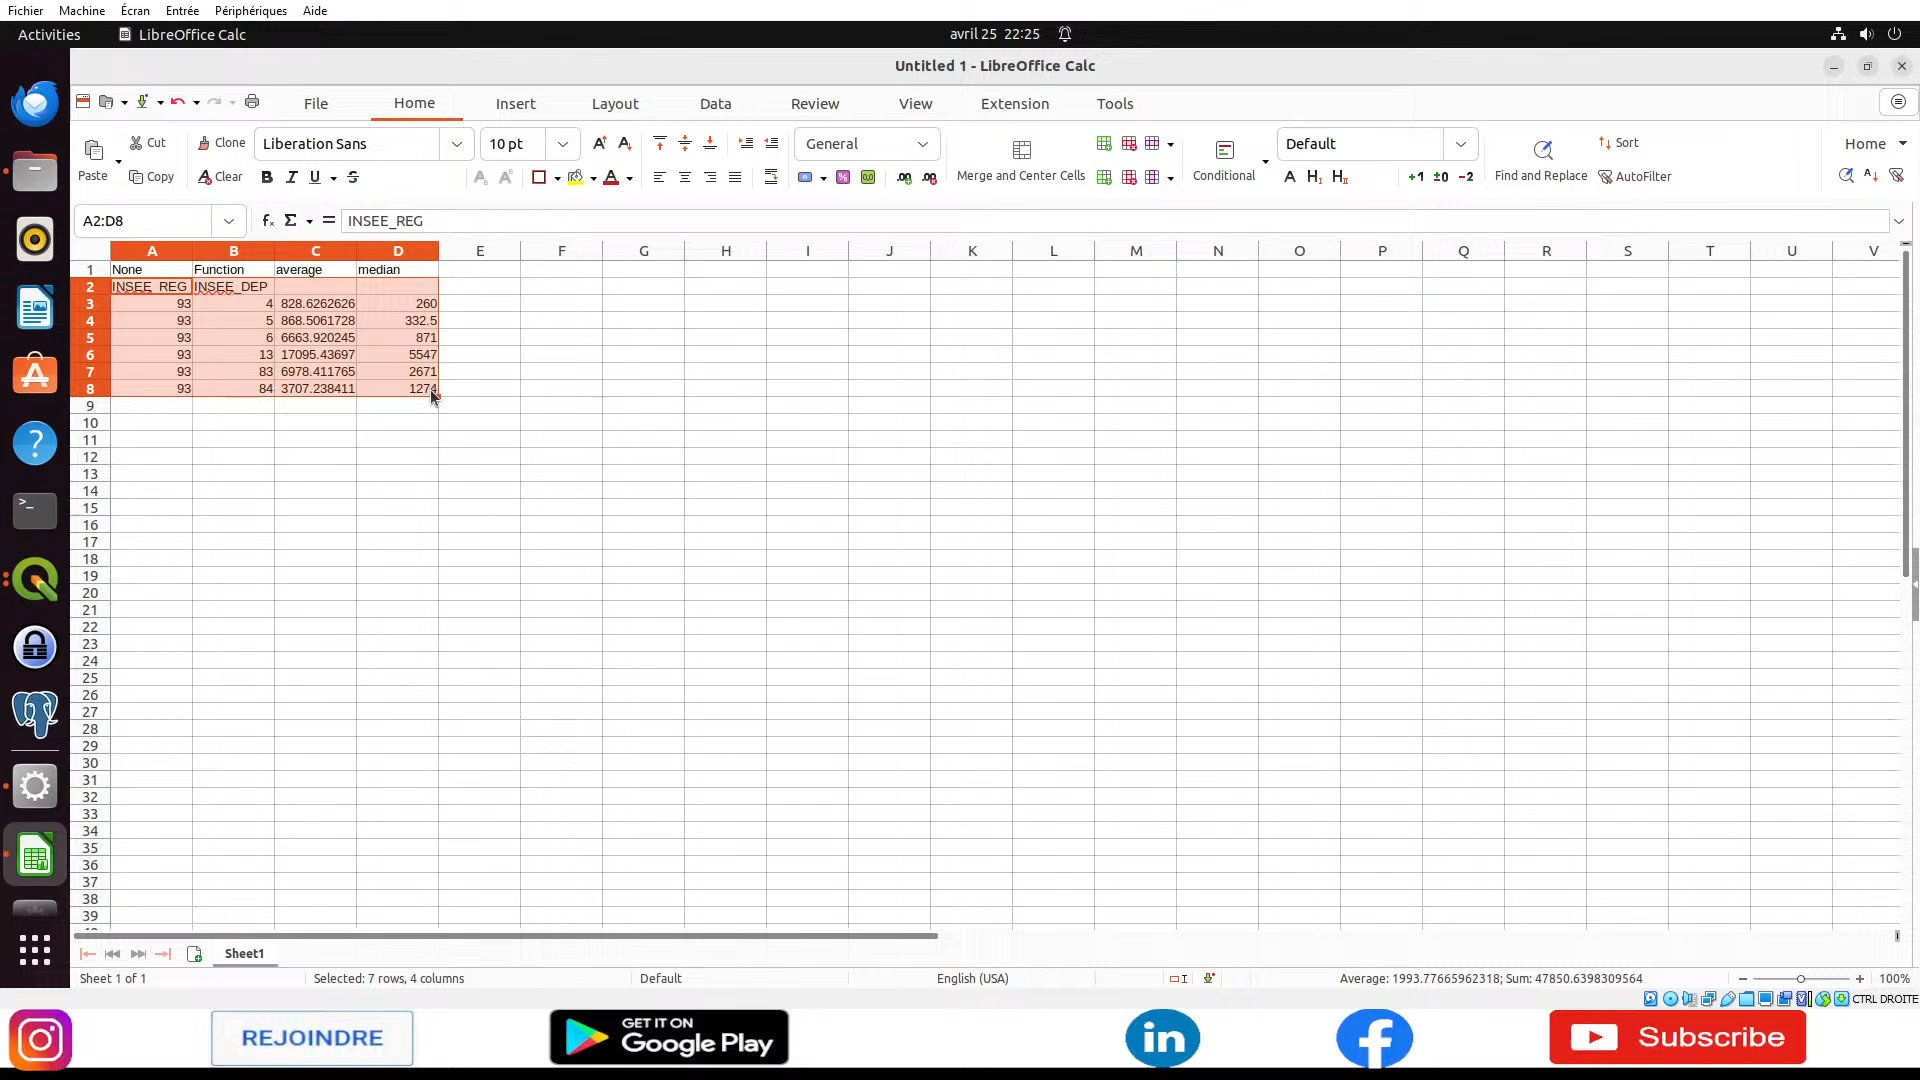 Fichier Machine Écran Entrée Périphériques Aide
Activities LibreOffice Calc avril 25 22:25
Untitled 1 - LibreOffice Calc
File Home Insert Layout Data Review View Extension Tools
Paste Cut Copy Clone Clear Liberation Sans 10 pt General Merge and Center Cells Conditional Default Find and Replace Sort AutoFilter Home
A2:D8 INSEE_REG
A B C D E F G H I J K L M N O P Q R S T U V
1 None Function average median
2 INSEE_REG INSEE_DEP
3 93 4 828.6262626 260
4 93 5 868.5061728 332.5
5 93 6 6663.920245 871
6 93 13 17095.43697 5547
7 93 83 6978.411765 2671
8 93 84 3707.238411 1274
9
10
11
12
13
14
15
16
17
18
19
20
21
22
23
24
25
26
27
28
29
30
31
32
33
34
35
36
37
38
39
Sheet1
Sheet 1 of 1 Selected: 7 rows, 4 columns Default English (USA) Average: 1993.77665962318; Sum: 47850.6398309564 100%
CTRL DROITE
REJOINDRE GET IT ON Google Play in f Subscribe